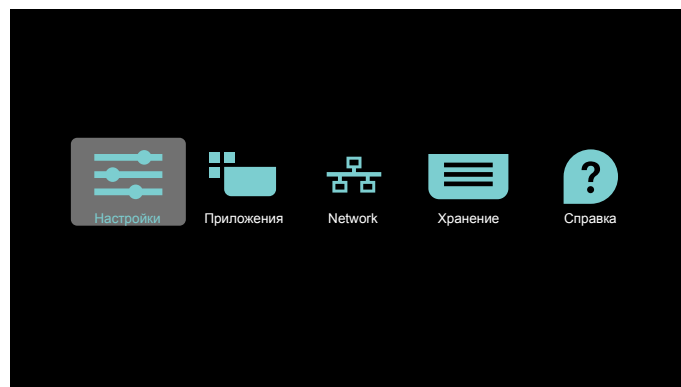 Настройки
Приложения
Network
Хранение
Справка